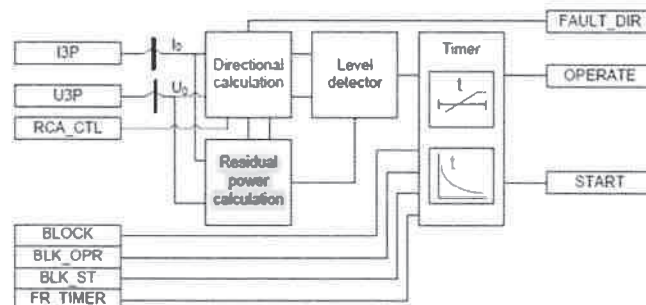 I3P
U3P
RCA_CTL
I0
U0
Directional
calculation
Level
detector
Residual
power
calculation
Timer
t
t
FAULT_DIR
OPERATE
START
BLOCK
BLK_OPR
BLK_ST
FR_TIMER